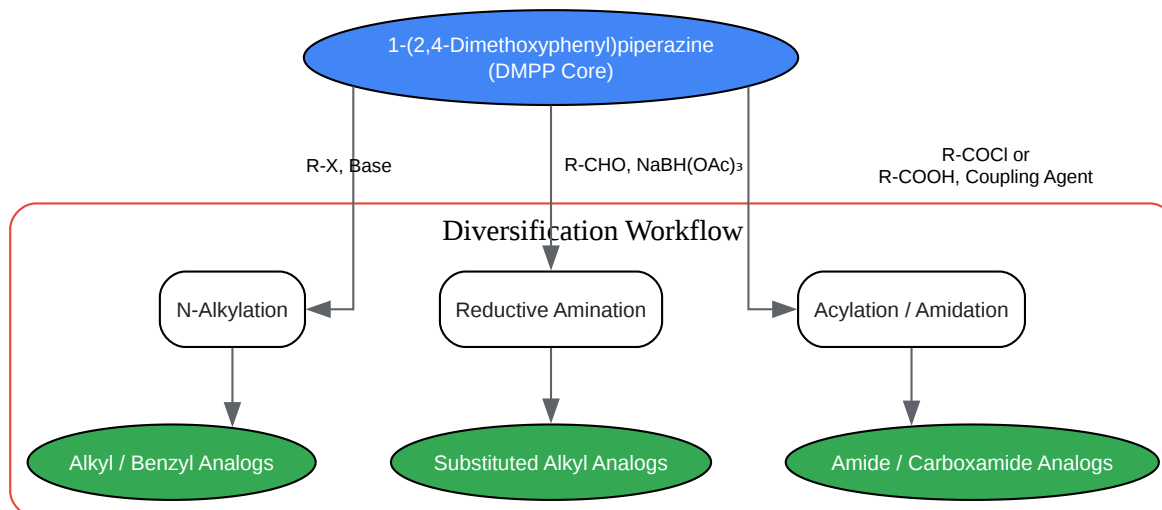 1-(2,4-Dimethoxyphenyl)piperazine
(DMPP Core)
R-X, Base
R-CHO, NaBH(OAc)₃
R-COCl or
R-COOH, Coupling Agent
Diversification Workflow
N-Alkylation
Reductive Amination
Acylation / Amidation
Alkyl / Benzyl Analogs
Substituted Alkyl Analogs
Amide / Carboxamide Analogs